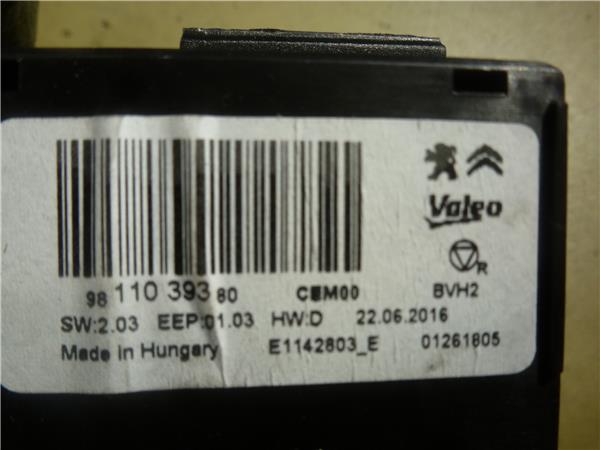 Valeo
R
98 110 393 80 CEM00 BVH2
SW:2.03 EEP:01.03 HW:D 22.06.2016
Made in Hungary E1142803_E 01261805